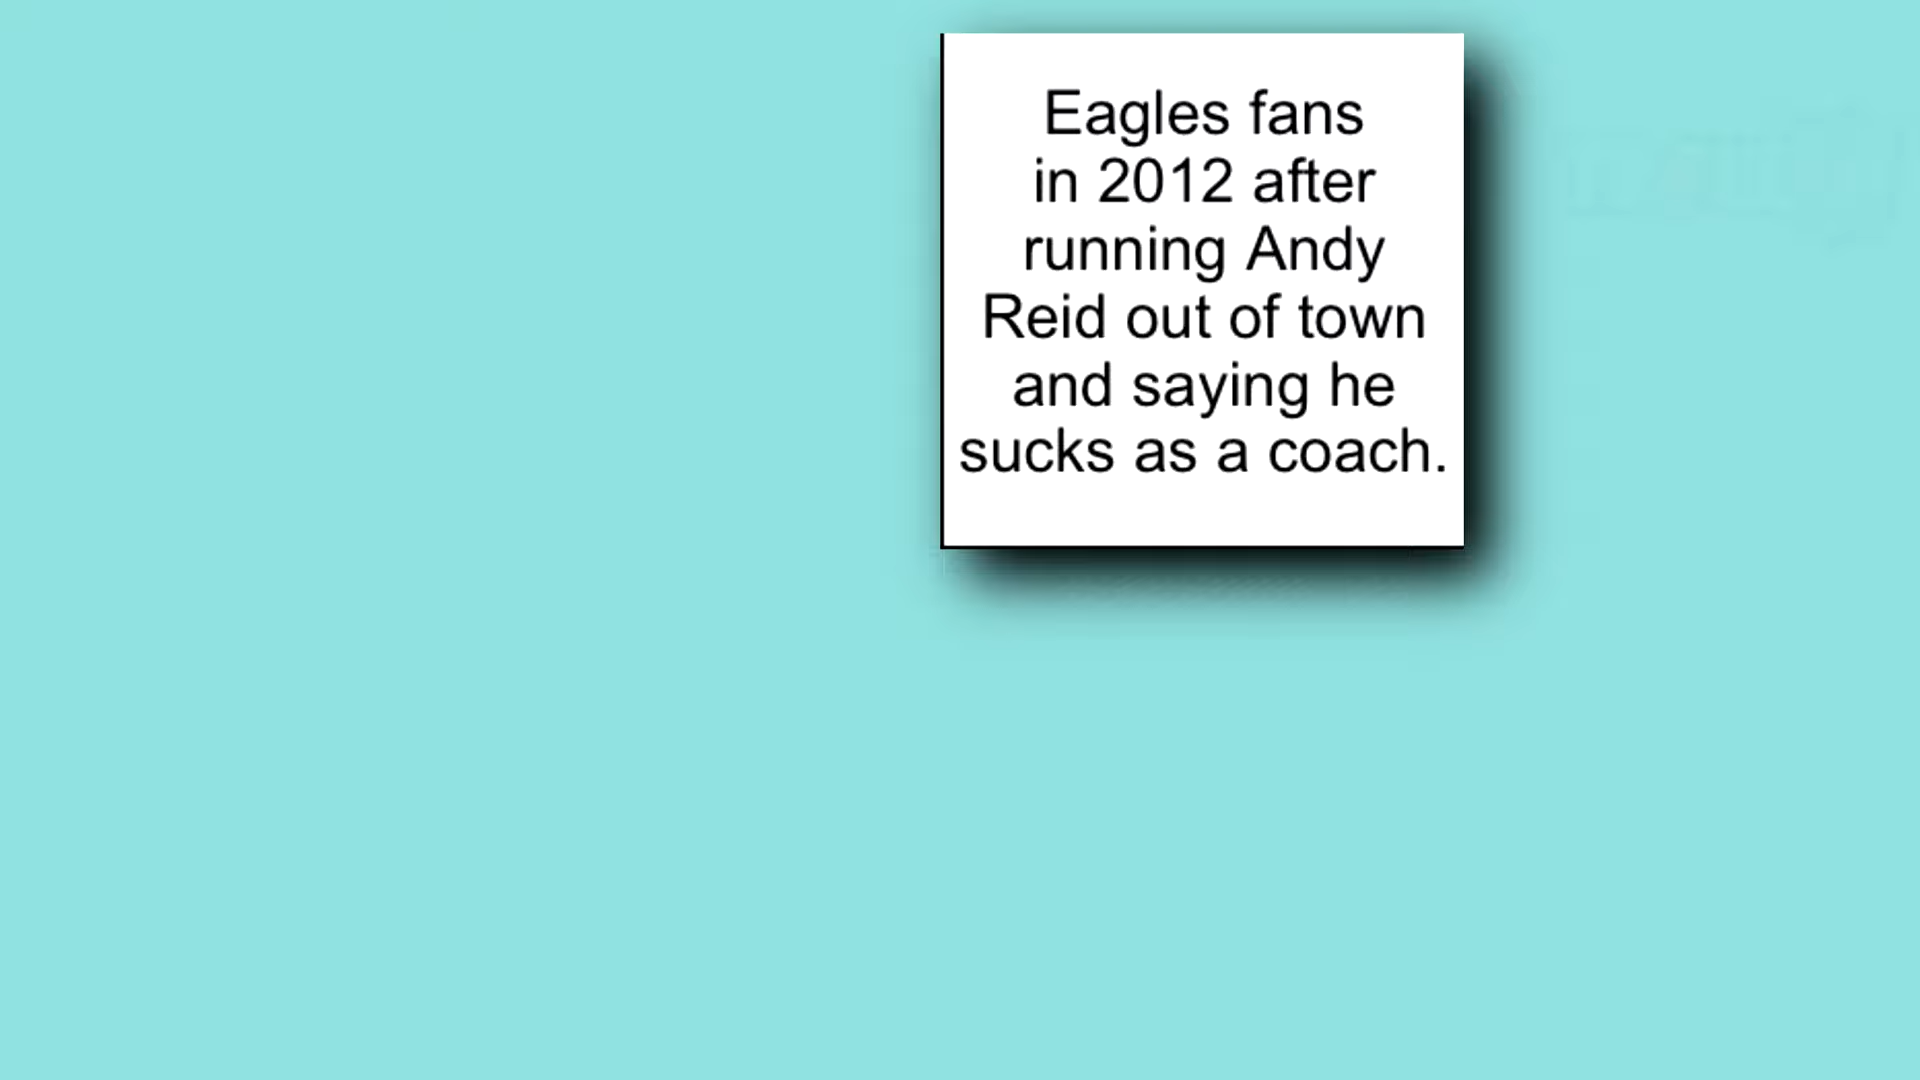 Eagles fans
in 2012 after
running Andy
Reid out of town
and saying he
sucks as a coach.